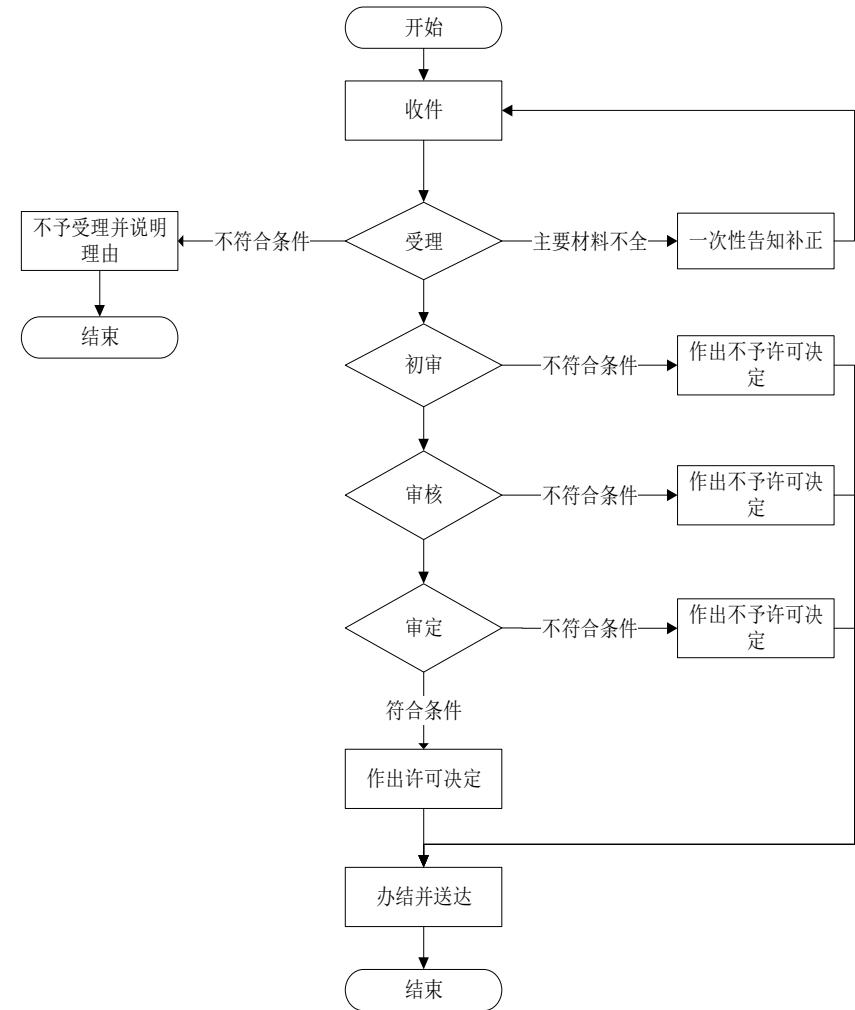 开始
收件
不予受理并说明
理由
不符合条件
受理
主要材料不全
一次性告知补正
结束
初审
不符合条件
作出不予许可决
定
审核
不符合条件
作出不予许可决
定
审定
不符合条件
作出不予许可决
定
符合条件
作出许可决定
办结并送达
结束